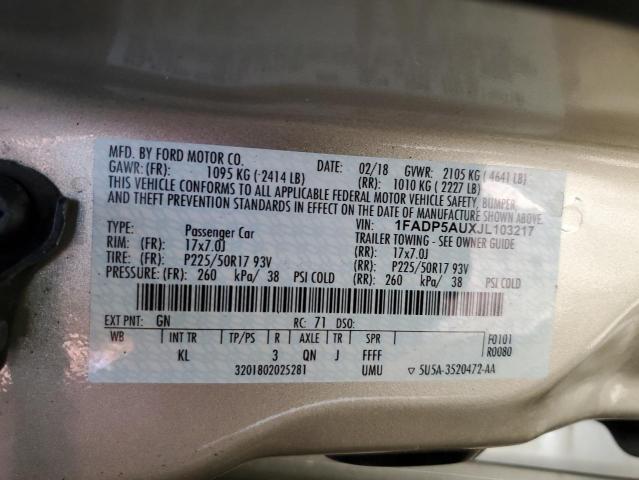 MFD. BY FORD MOTOR CO.
DATE: 02/18 GVWR: 2105 KG ( 4641 LB)
GAWR: (FR): 1095 KG ( 2414 LB) (RR): 1010 KG ( 2227 LB)
THIS VEHICLE CONFORMS TO ALL APPLICABLE FEDERAL MOTOR VEHICLE SAFETY, BUMPER,
AND THEFT PREVENTION STANDARDS IN EFFECT ON THE DATE OF MANUFACTURE SHOWN ABOVE.
VIN: 1FADP5AUXJL103217
TYPE: Passenger Car TRAILER TOWING - SEE OWNER GUIDE
RIM: (FR): 17x7.0J (RR): 17x7.0J
TIRE: (FR): P225/50R17 93V (RR): P225/50R17 93V
PRESSURE: (FR): 260 kPa/ 38 PSI COLD (RR): 260 kPa/ 38 PSI COLD
EXT PNT: GN RC: 71 DSO:
WB INT TR TP/PS R AXLE TR SPR F0101
KL 3 QN J FFFF R0080
3201802025281 UMU ▽ 5U5A-3520472-AA